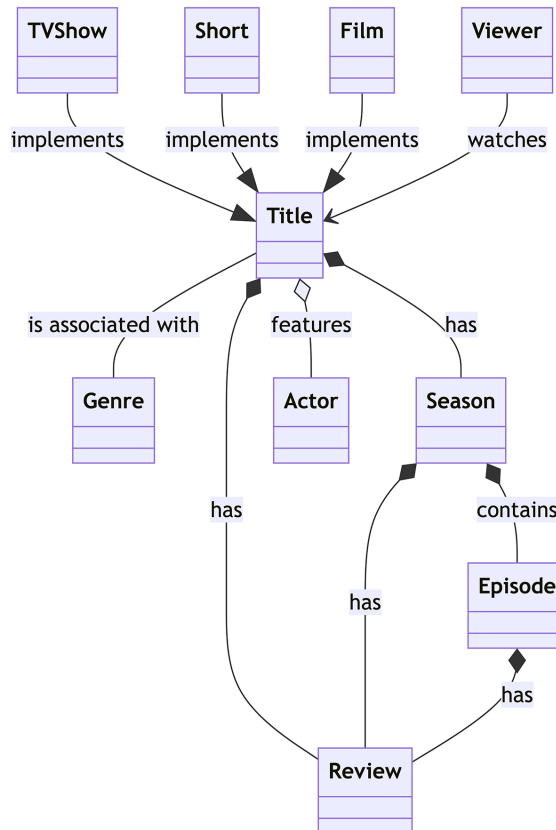 TVShow
Short
Film
Viewer
implements
implements
implements
watches
Title
is associated with
features
has
Genre
Actor
Season
has
contains
Episode
has
has
Review